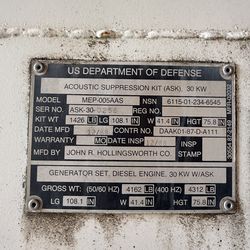 US DEPARTMENT OF DEFENSE
ACOUSTIC SUPPRESSION KIT (ASK), 30 KW
MODEL MEP-005AAS NSN 6115-01-234-6545
SER NO. ASK-30-
KIT WT 1426 LB LG 108.1 IN W 41.4 IN HGT 75.8 IN
DATE MFD CONTR NO. DAAK01-87-D-A111
WARRANTY MO DATE INSP INSP
MFD BY JOHN R. HOLLINGSWORTH CO. STAMP
GENERATOR SET, DIESEL ENGINE, 30 KW W/ASK
GROSS WT: (50/60 HZ) 4162 LB (400 HZ) 4312 LB
LG 108.1 IN W 41.4 IN HGT 75.8 IN